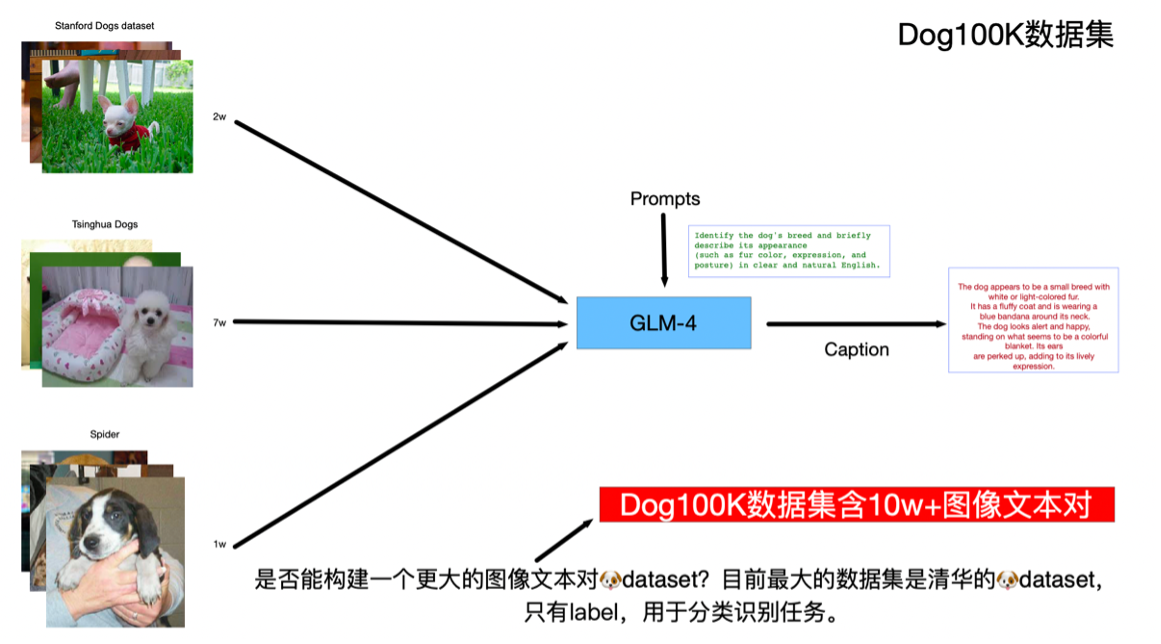 Stanford Dogs dataset
Dog100K数据集
2w
Tsinghua Dogs
Prompts
Identify the dog's breed and briefly
describe its appearance
(such as fur color, expression, and
posture) in clear and natural English.
7w
GLM-4
Caption
The dog appears to be a small breed with
white or light-colored fur.
It has a fluffy coat and is wearing a
blue bandana around its neck.
The dog looks alert and happy,
standing on what seems to be a colorful
blanket. Its ears
are perked up, adding to its lively
expression.
Spider
1w
Dog100K数据集含10w+图像文本对
是否能构建一个更大的图像文本对🐶dataset？目前最大的数据集是清华的🐶dataset，
只有label，用于分类识别任务。